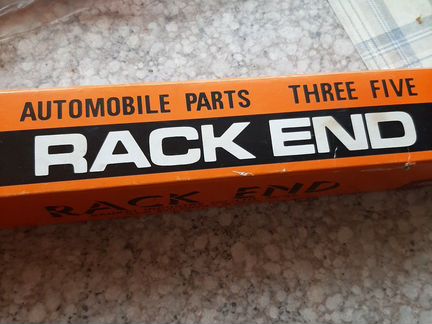 AUTOMOBILE PARTS THREE FIVE
RACK END
RACK END